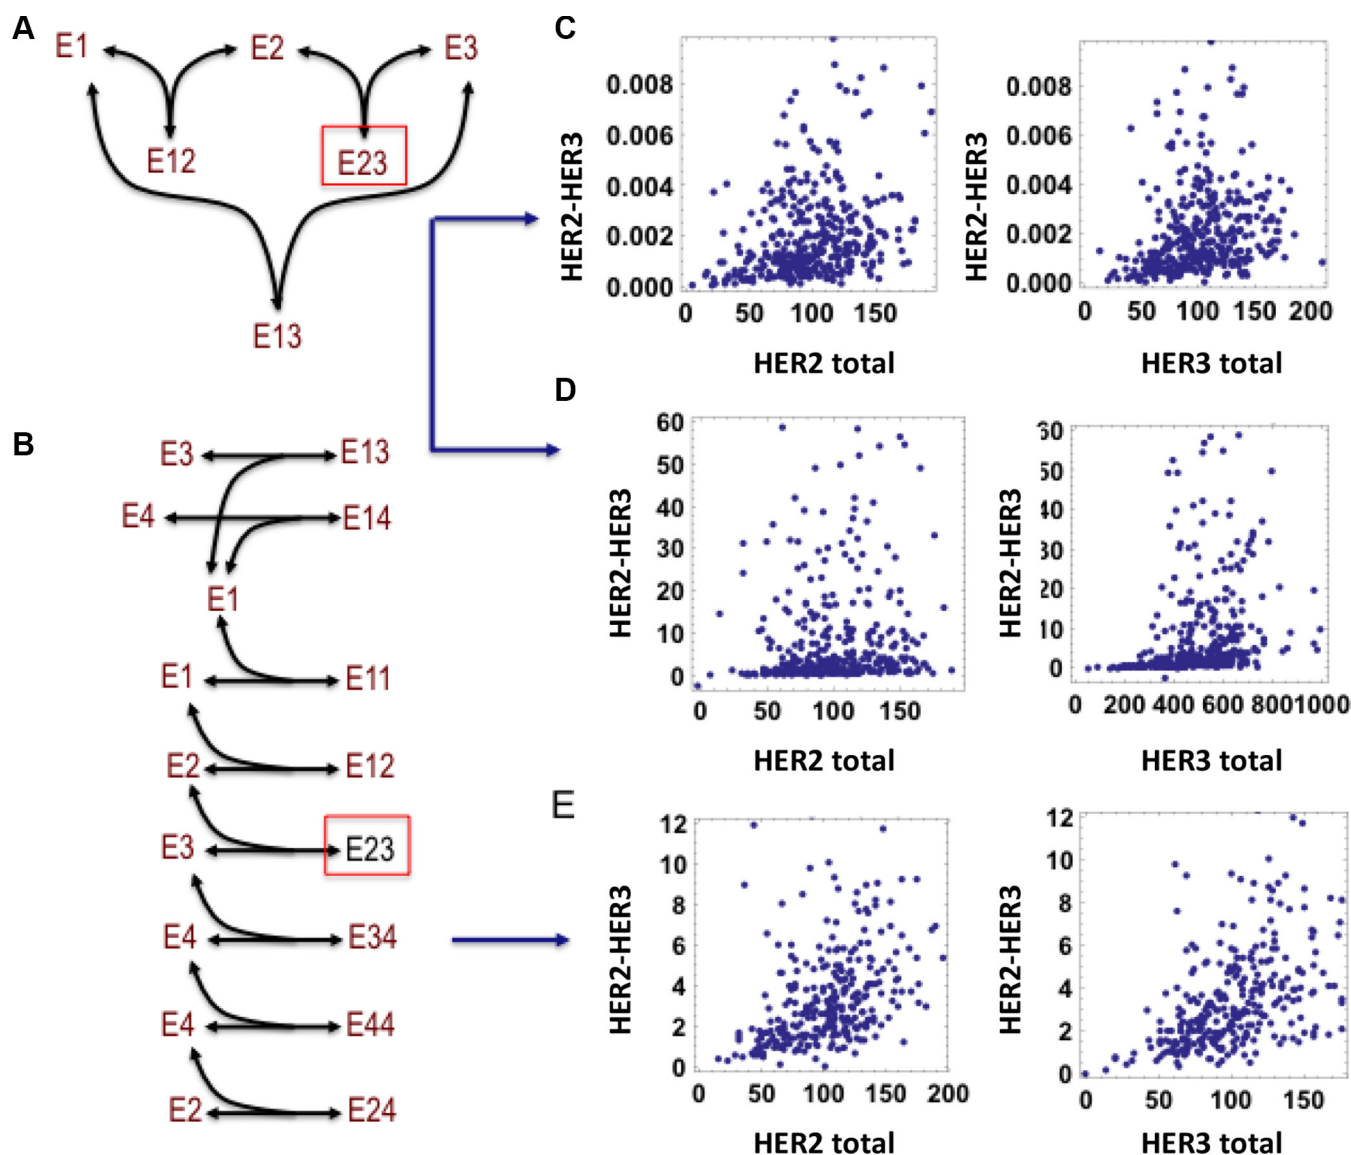 A
E1 E2 E3
E12 E23
E13
B
E3 E13
E4 E14
E1
E1 E11
E2 E12
E3 E23
E4 E34
E4 E44
E2 E24
C
HER2-HER3
0.008
0.006
0.004
0.002
0.000
0 50 100 150
HER2 total
HER2-HER3
0.008
0.006
0.004
0.002
0.000
0 50 100 150 200
HER3 total
D
HER2-HER3
60
50
40
30
20
10
0
0 50 100 150
HER2 total
HER2-HER3
60
50
40
30
20
10
0
0 200 400 600 8001000
HER3 total
E
HER2-HER3
12
10
8
6
4
2
0
0 50 100 150 200
HER2 total
HER2-HER3
12
10
8
6
4
2
0
0 50 100 150
HER3 total